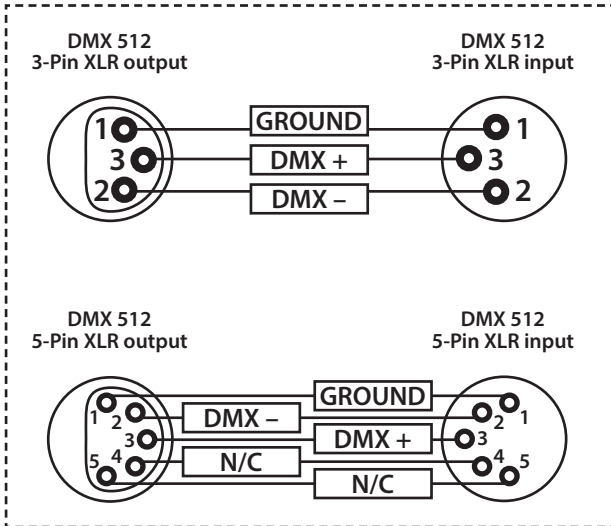 DMX 512 DMX 512
3-Pin XLR output 3-Pin XLR input
1 GROUND 1
3 DMX + 3
2 DMX – 2
DMX 512 DMX 512
5-Pin XLR output 5-Pin XLR input
GROUND
1 2 DMX – 2 1
3 DMX + 3
5 4 N/C 4 5
N/C